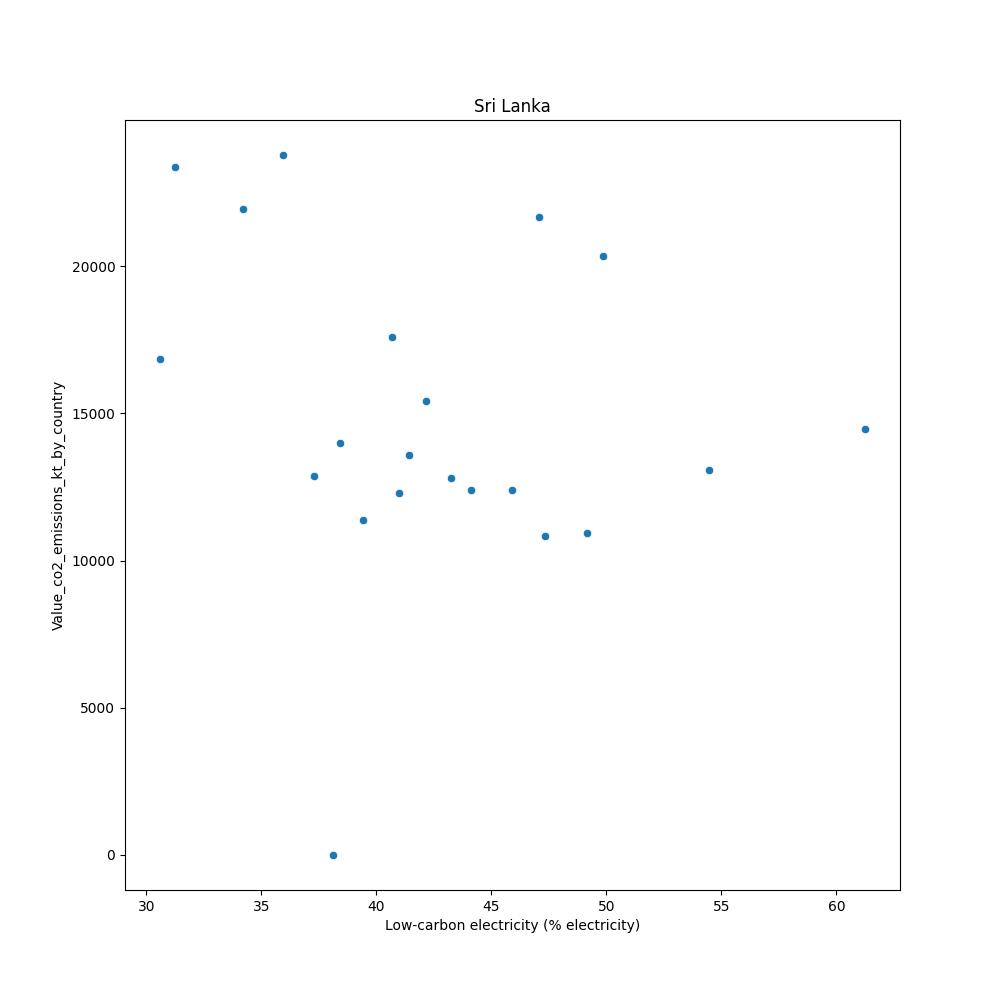 Sri Lanka
20000
15000
10000
5000
0
Value_co2_emissions_kt_by_country
30 35 40 45 50 55 60
Low-carbon electricity (% electricity)